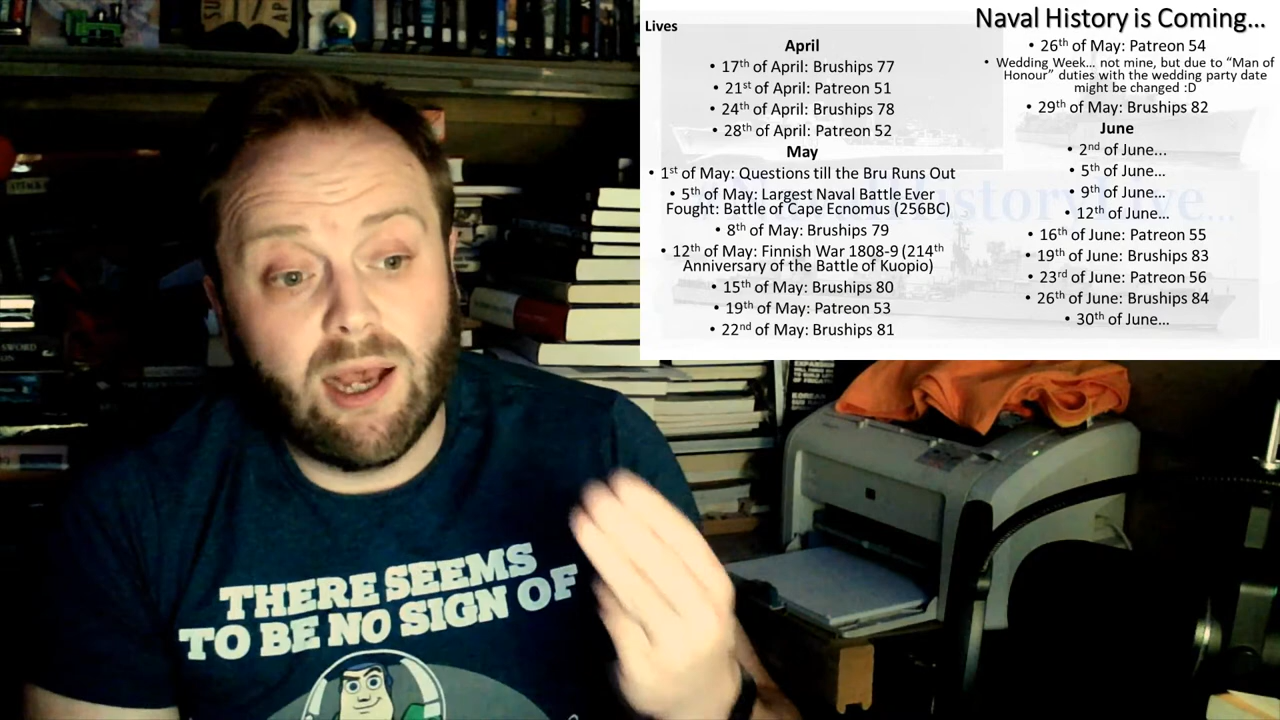 Naval History is Coming...
Lives
April
• 17th of April: Bruships 77
• 21st of April: Patreon 51
• 24th of April: Bruships 78
• 28th of April: Patreon 52
May
• 1st of May: Questions till the Bru Runs Out
• 5th of May: Largest Naval Battle Ever
Fought: Battle of Cape Ecnomus (256BC)
• 8th of May: Bruships 79
• 12th of May: Finnish War 1808-9 (214th
Anniversary of the Battle of Kuopio)
• 15th of May: Bruships 80
• 19th of May: Patreon 53
• 22nd of May: Bruships 81
• 26th of May: Patreon 54
• Wedding Week... not mine, but due to “Man of
Honour” duties with the wedding party date
might be changed :D
• 29th of May: Bruships 82
June
• 2nd of June...
• 5th of June...
• 9th of June...
• 12th of June...
• 16th of June: Patreon 55
• 19th of June: Bruships 83
• 23rd of June: Patreon 56
• 26th of June: Bruships 84
• 30th of June...
THERE SEEMS
TO BE NO SIGN OF
SWORD